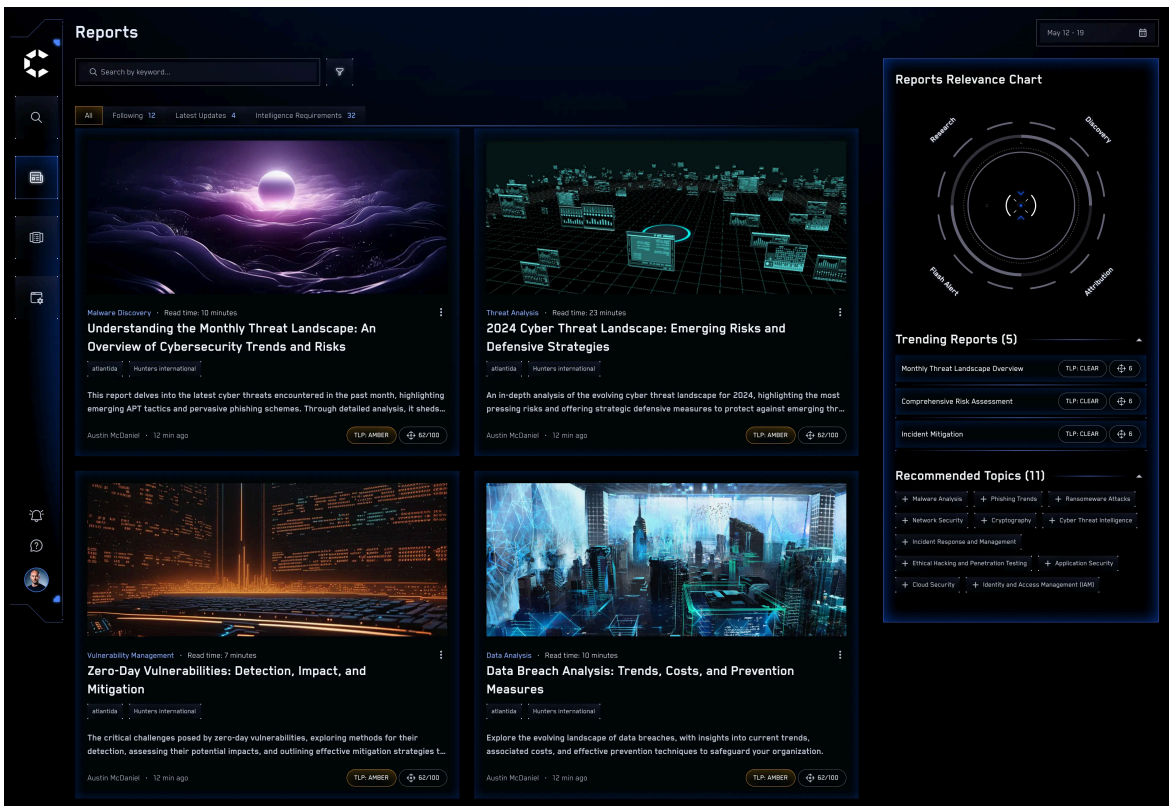 Reports
May 12 - 19
Search by keyword...
All
Following 12
Latest Updates 4
Intelligence Requirements 32
Malware Discovery · Read time: 10 minutes
Understanding the Monthly Threat Landscape: An
Overview of Cybersecurity Trends and Risks
atlantida
Hunters international
This report delves into the latest cyber threats encountered in the past month, highlighting
emerging APT tactics and pervasive phishing schemes. Through detailed analysis, it sheds...
Austin McDaniel · 12 min ago
TLP: AMBER
62/100
Threat Analysis · Read time: 23 minutes
2024 Cyber Threat Landscape: Emerging Risks and
Defensive Strategies
atlantida
Hunters international
An in-depth analysis of the evolving cyber threat landscape for 2024, highlighting the most
pressing risks and offering strategic defensive measures to protect against emerging thr...
Austin McDaniel · 12 min ago
TLP: AMBER
62/100
Vulnerability Management · Read time: 7 minutes
Zero-Day Vulnerabilities: Detection, Impact, and
Mitigation
atlantida
Hunters international
The critical challenges posed by zero-day vulnerabilities, exploring methods for their
detection, assessing their potential impacts, and outlining effective mitigation strategies t...
Austin McDaniel · 12 min ago
TLP: AMBER
62/100
Data Analysis · Read time: 10 minutes
Data Breach Analysis: Trends, Costs, and Prevention
Measures
atlantida
Hunters international
Explore the evolving landscape of data breaches, with insights into current trends,
associated costs, and effective prevention techniques to safeguard your organization.
Austin McDaniel · 12 min ago
TLP: AMBER
62/100
Reports Relevance Chart
Research
Discovery
Flash Alert
Attribution
Trending Reports (5)
Monthly Threat Landscape Overview
TLP: CLEAR
6
Comprehensive Risk Assessment
TLP: CLEAR
6
Incident Mitigation
TLP: CLEAR
6
Recommended Topics (11)
+ Malware Analysis
+ Phishing Trends
+ Ransomeware Attacks
+ Network Security
+ Cryptography
+ Cyber Threat Intelligence
+ Incident Response and Management
+ Ethical Hacking and Penetration Testing
+ Application Security
+ Cloud Security
+ Identity and Access Management (IAM)